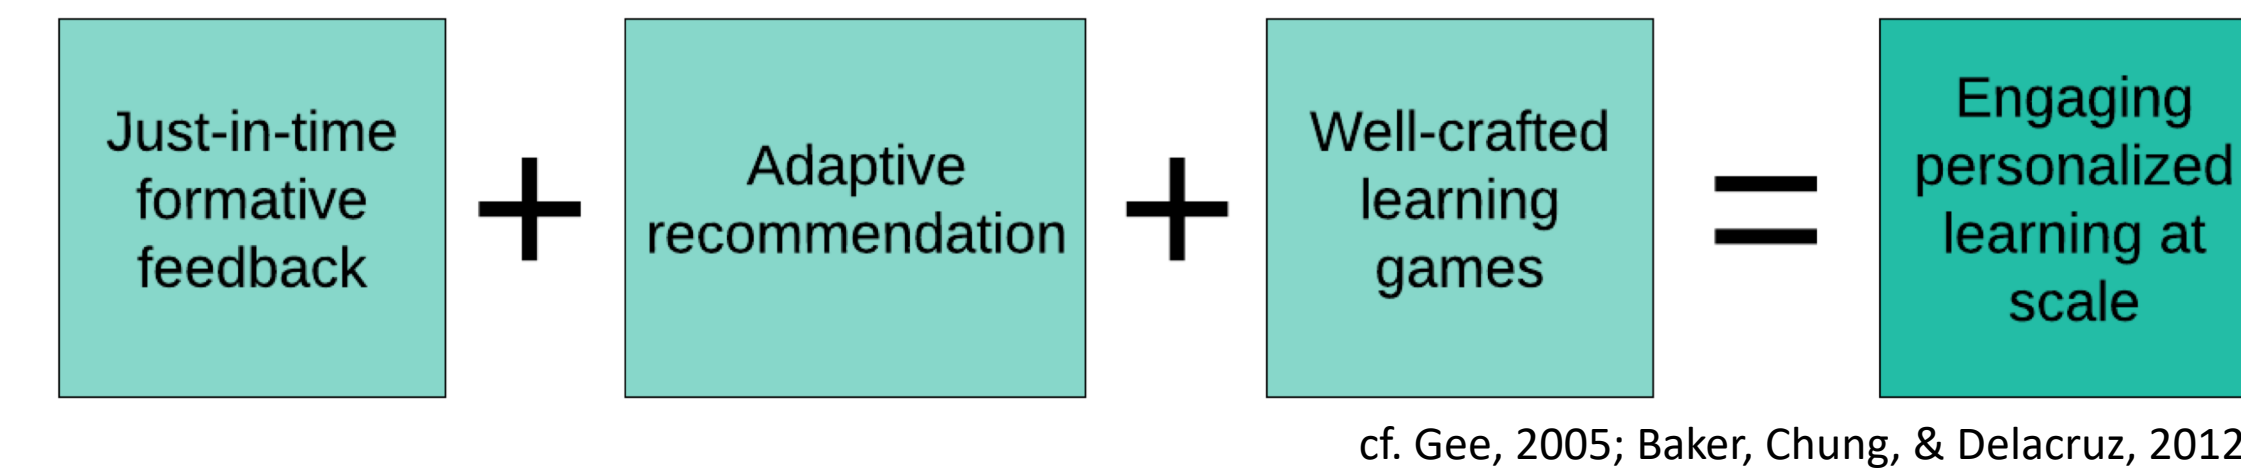 Just-in-time
formative
feedback
+
Adaptive
recommendation
+
Well-crafted
learning
games
=
Engaging
personalized
learning at
scale
cf. Gee, 2005; Baker, Chung, & Delacruz, 2012